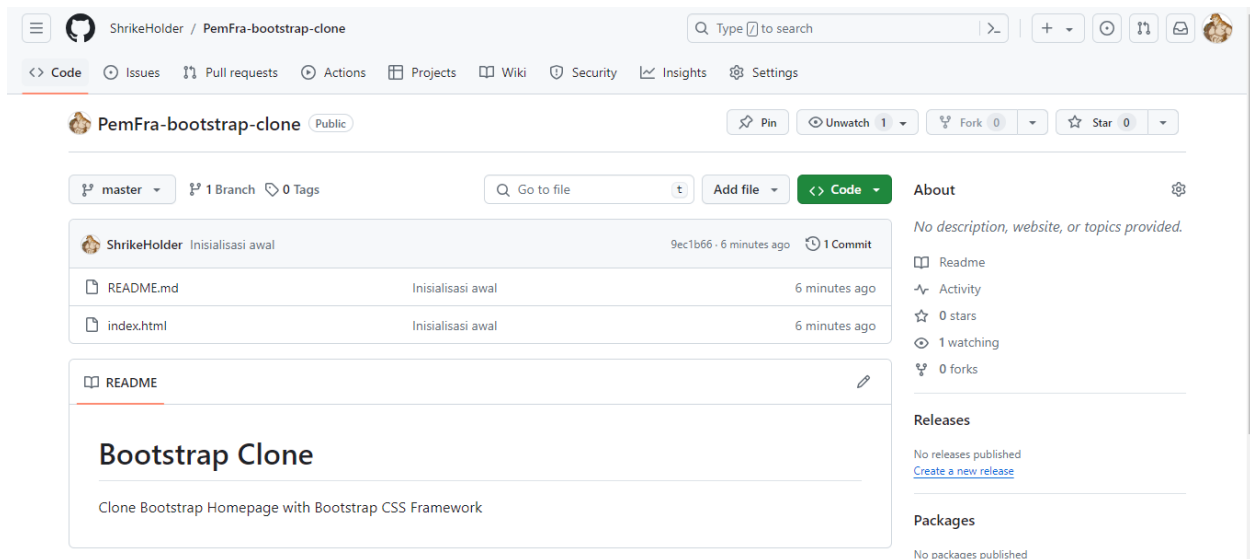 ShrikeHolder / PemFra-bootstrap-clone
Type / to search
Code Issues Pull requests Actions Projects Wiki Security Insights Settings
PemFra-bootstrap-clone Public
Pin Unwatch 1 Fork 0 Star 0
master 1 Branch 0 Tags Go to file t Add file Code
ShrikeHolder Inisialisasi awal 9ec1b66 · 6 minutes ago 1 Commit
README.md Inisialisasi awal 6 minutes ago
index.html Inisialisasi awal 6 minutes ago
README
Bootstrap Clone
Clone Bootstrap Homepage with Bootstrap CSS Framework
About
No description, website, or topics provided.
Readme
Activity
0 stars
1 watching
0 forks
Releases
No releases published
Create a new release
Packages
No packages published